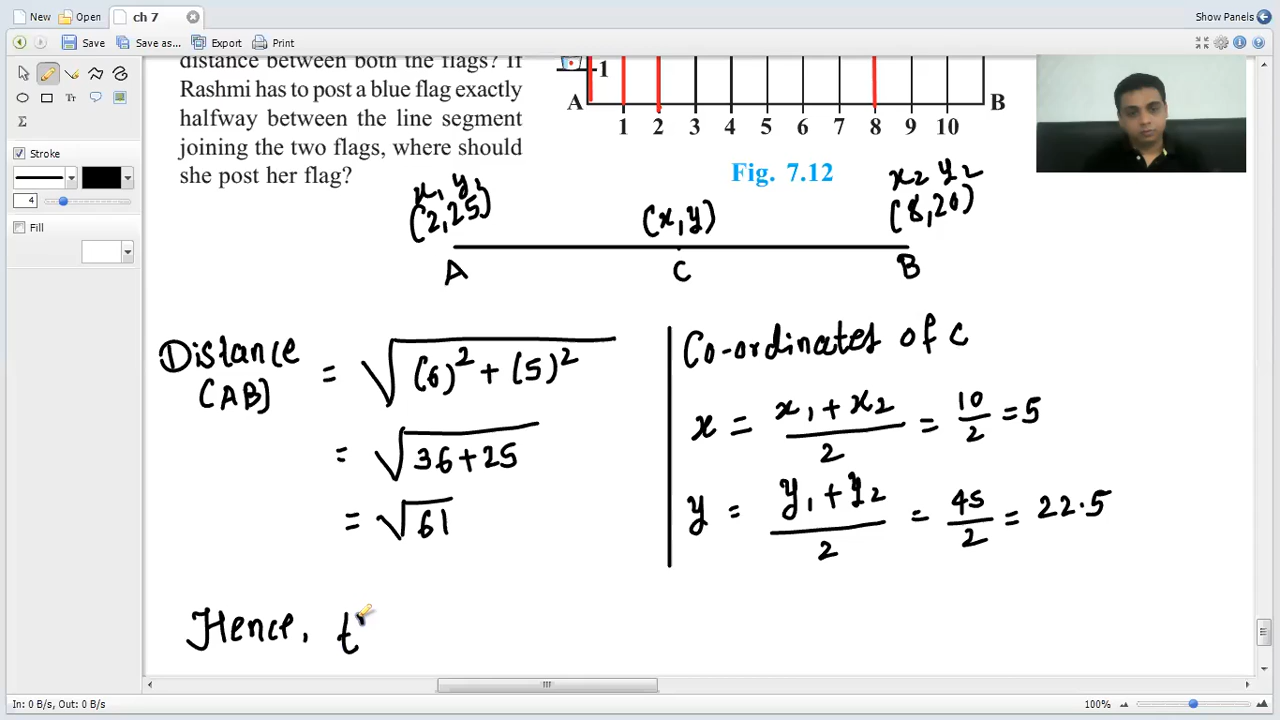 New Open ch 7 Show Panels
Save Save as... Export Print
distance between both the flags? If
Rashmi has to post a blue flag exactly
halfway between the line segment
joining the two flags, where should
she post her flag?
1
A B
1 2 3 4 5 6 7 8 9 10
Fig. 7.12
Tr
Σ
Stroke
4
Fill
x₁ y₁ x₂ y₂
(2,25) (x,y) (8,20)
A C B
Distance (AB) = √((6)² + (5)²)
= √(36+25)
= √61
Co-ordinates of C
x = (x₁ + x₂)/2 = 10/2 = 5
y = (y₁ + y₂)/2 = 45/2 = 22.5
Hence, t
In: 0 B/s, Out: 0 B/s 100%